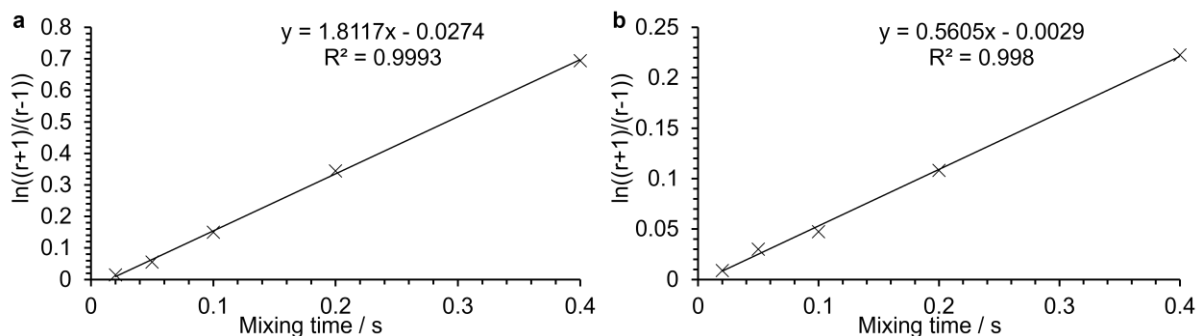 a
y = 1.8117x - 0.0274
R² = 0.9993
ln((r+1)/(r-1))
0.8
0.7
0.6
0.5
0.4
0.3
0.2
0.1
0
0
0.1
0.2
0.3
0.4
Mixing time / s
b
y = 0.5605x - 0.0029
R² = 0.998
ln((r+1)/(r-1))
0.25
0.2
0.15
0.1
0.05
0
0
0.1
0.2
0.3
0.4
Mixing time / s